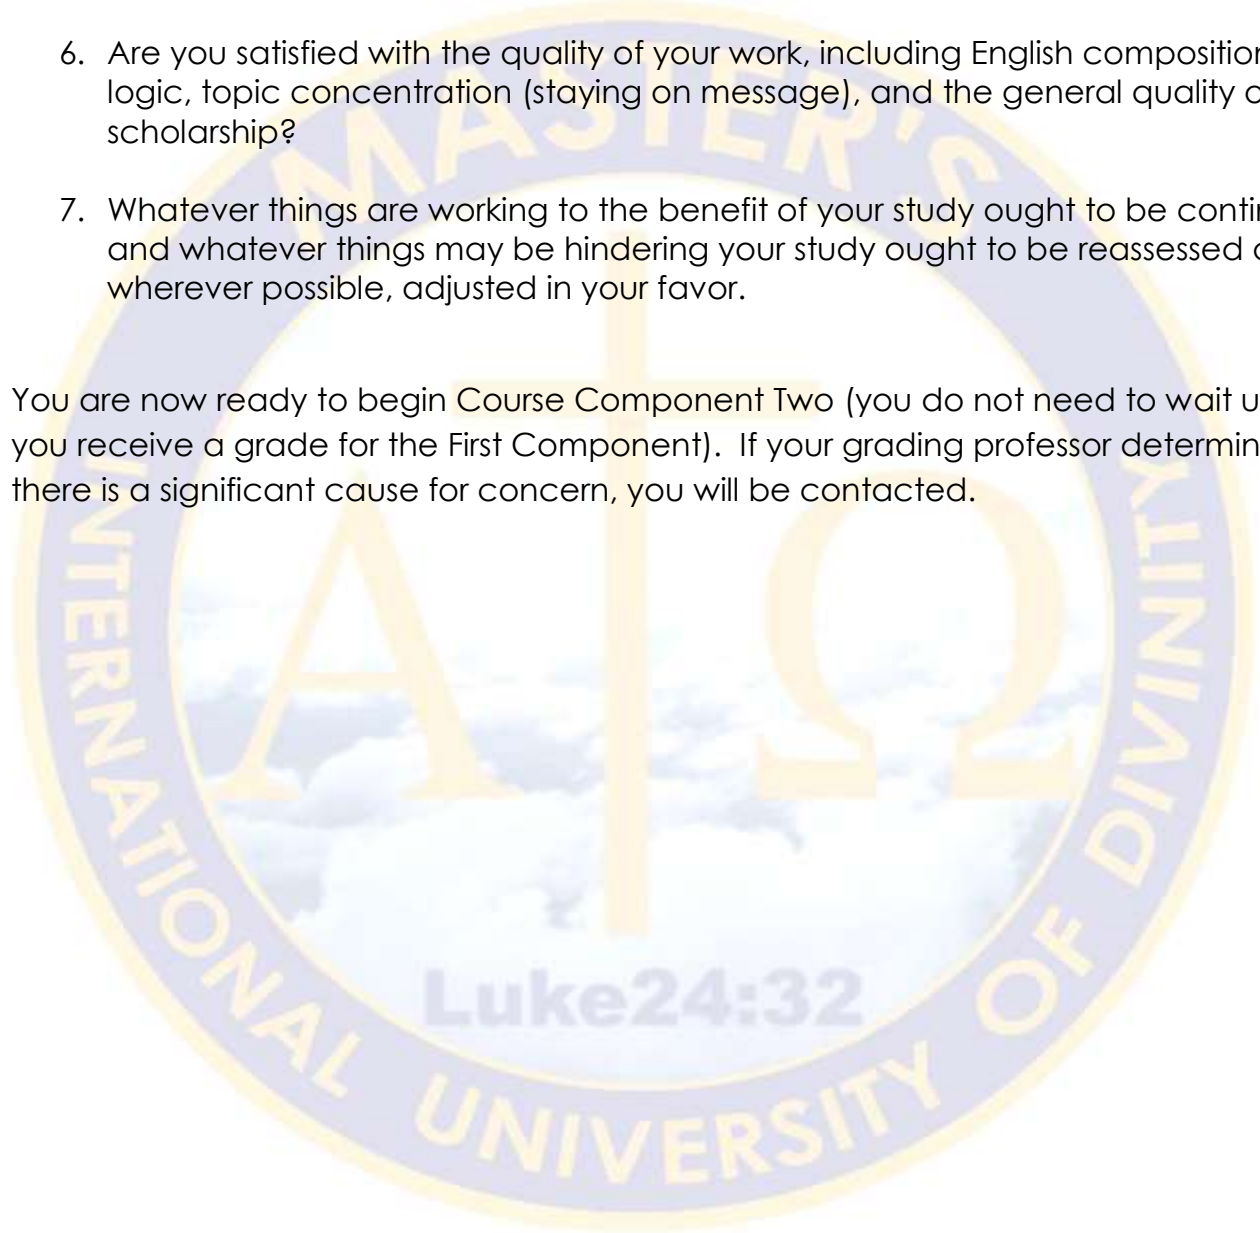 6. Are you satisfied with the quality of your work, including English composition
logic, topic concentration (staying on message), and the general quality
scholarship?
7. Whatever things are working to the benefit of your study ought to be
and whatever things may be hindering your study ought to be reassessed
wherever possible, adjusted in your favor.
You are now ready to begin Course Component Two (you do not need to wait
you receive a grade for the First Component). If your grading professor
there is a significant cause for concern, you will be contacted.
MASTER'S
INTERNATIONAL UNIVERSITY OF DIVINITY
Α Ω
Luke24:32